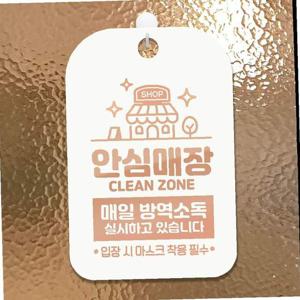 SHOP
안심매장
CLEAN ZONE
매일 방역소독
실시하고 있습니다
• 입장 시 마스크 착용 필수 •